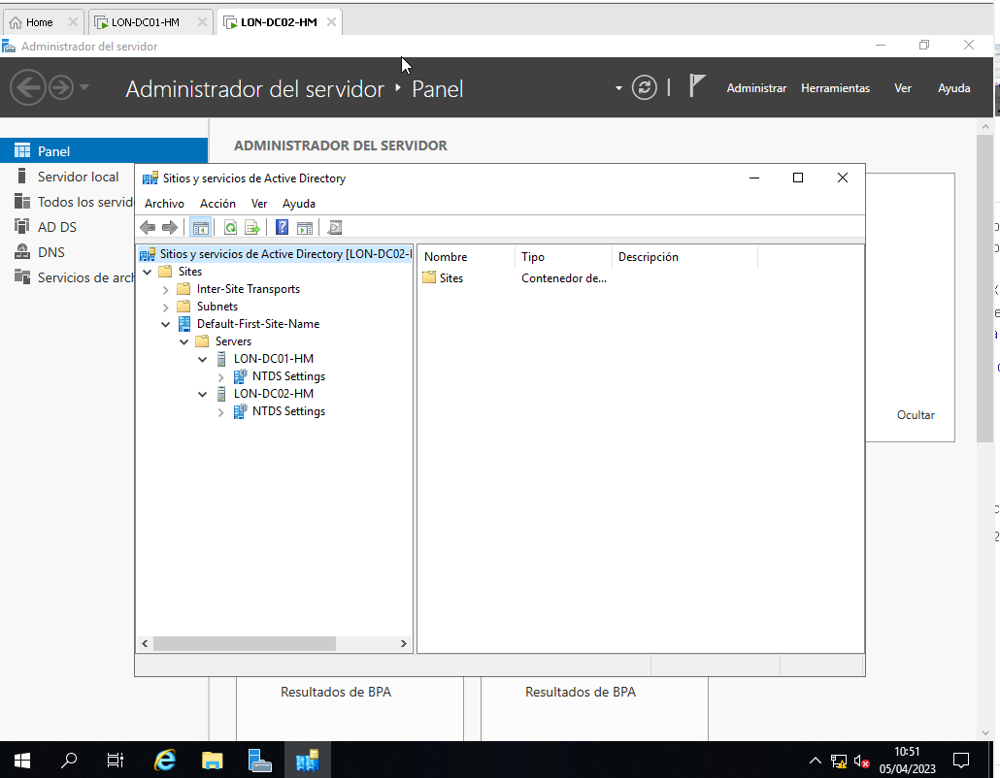 Home
LON-DC01-HM
LON-DC02-HM
Administrador del servidor
Administrador del servidor Panel
Administrar Herramientas Ver Ayuda
Panel
Servidor local
Todos los servid
AD DS
DNS
Servicios de arch
ADMINISTRADOR DEL SERVIDOR
Sitios y servicios de Active Directory
Archivo Acción Ver Ayuda
Sitios y servicios de Active Directory [LON-DC02-
Sites
Inter-Site Transports
Subnets
Default-First-Site-Name
Servers
LON-DC01-HM
NTDS Settings
LON-DC02-HM
NTDS Settings
Nombre Tipo Descripción
Sites Contenedor de...
Ocultar
Resultados de BPA
Resultados de BPA
10:51
05/04/2023